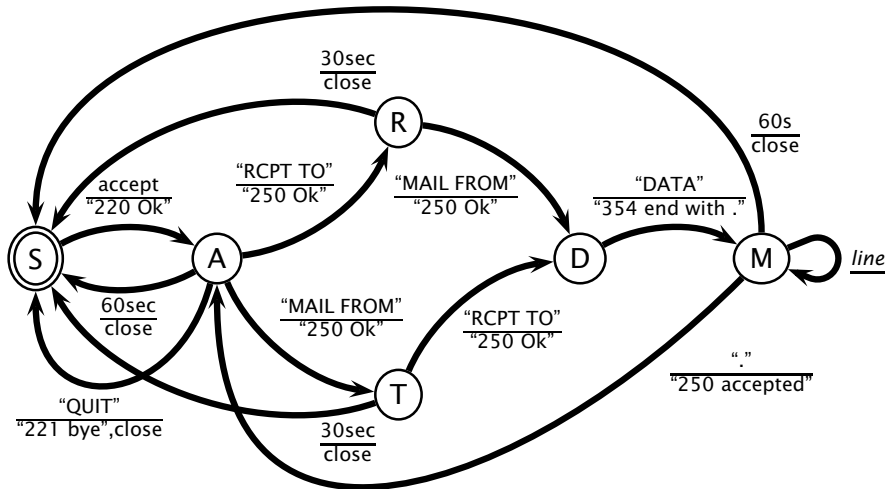 30sec
close
R
60s
close
accept
“220 Ok”
“RCPT TO”
“250 Ok”
“MAIL FROM”
“250 Ok”
“DATA”
“354 end with .”
S
A
D
M
line
60sec
close
“MAIL FROM”
“250 Ok”
“RCPT TO”
“250 Ok”
“.”
“250 accepted”
T
“QUIT”
“221 bye”,close
30sec
close